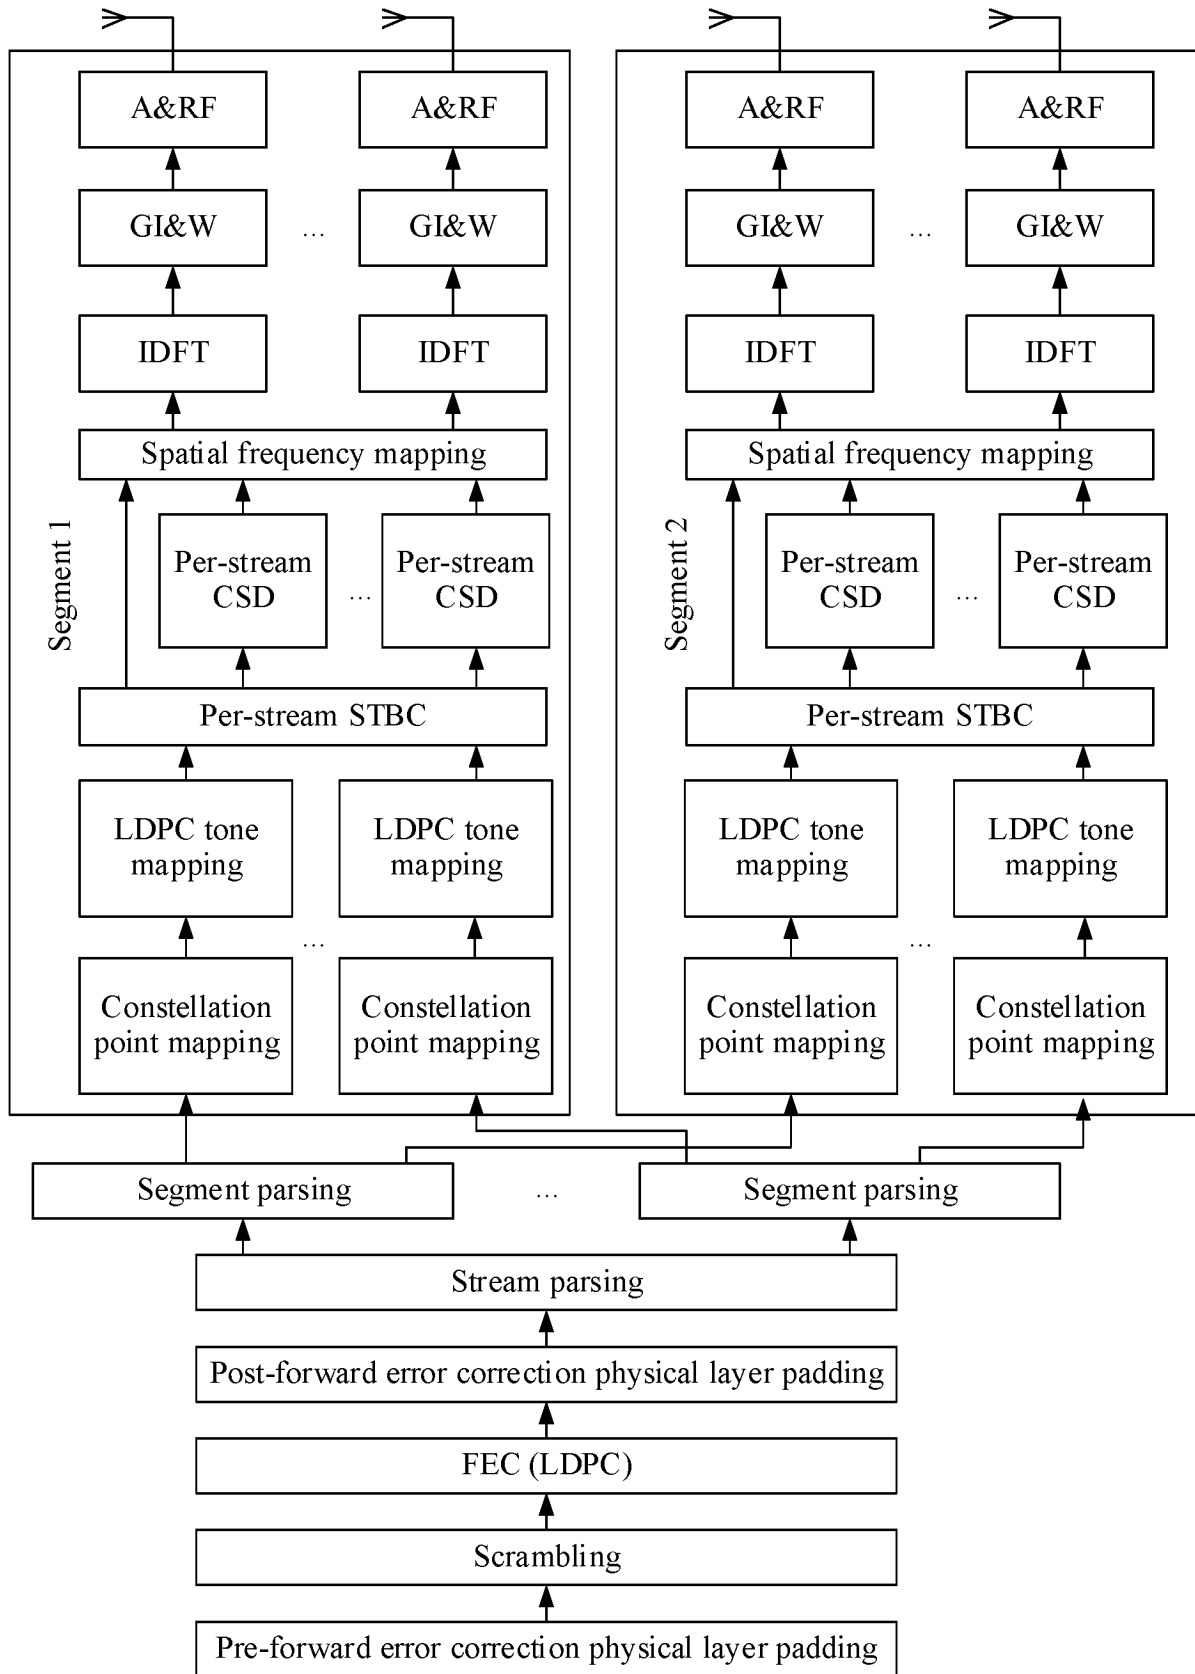 A&RF A&RF A&RF A&RF
GI&W ... GI&W GI&W ... GI&W
IDFT IDFT IDFT IDFT
Spatial frequency mapping Spatial frequency mapping
Segment 1
Per-stream
CSD
...
Per-stream
CSD
Segment 2
Per-stream
CSD
...
Per-stream
CSD
Per-stream STBC Per-stream STBC
LDPC tone
mapping
LDPC tone
mapping
LDPC tone
mapping
LDPC tone
mapping
... ...
Constellation
point mapping
Constellation
point mapping
Constellation
point mapping
Constellation
point mapping
Segment parsing ... Segment parsing
Stream parsing
Post-forward error correction physical layer padding
FEC (LDPC)
Scrambling
Pre-forward error correction physical layer padding